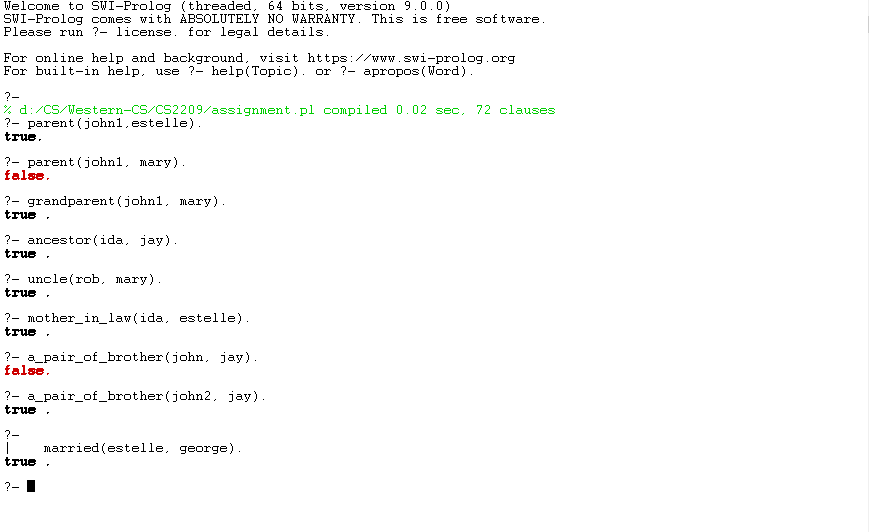 Welcome to SWI-Prolog (threaded, 64 bits, version 9.0.0)
SWI-Prolog comes with ABSOLUTELY NO WARRANTY. This is free software.
Please run ?- license. for legal details.
For online help and background, visit https://www.swi-prolog.org
For built-in help, use ?- help(Topic). or ?- apropos(Word).
?-
% d:/CS/Western-CS/CS2209/assignment.pl compiled 0.02 sec, 72 clauses
?- parent(john1,estelle).
true.
?- parent(john1, mary).
false.
?- grandparent(john1, mary).
true .
?- ancestor(ida, jay).
true .
?- uncle(rob, mary).
true .
?- mother_in_law(ida, estelle).
true .
?- a_pair_of_brother(john, jay).
false.
?- a_pair_of_brother(john2, jay).
true .
?-
|    married(estelle, george).
true .
?-